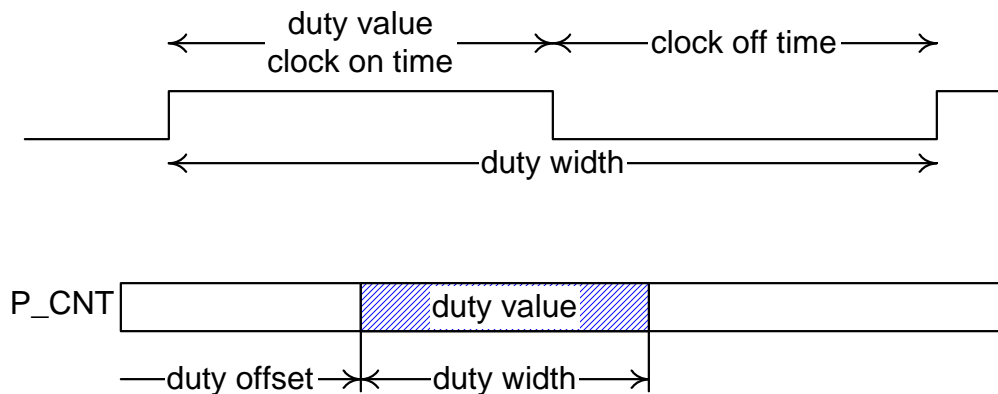 duty value
clock on time
clock off time
duty width
P_CNT
duty value
duty offset
duty width